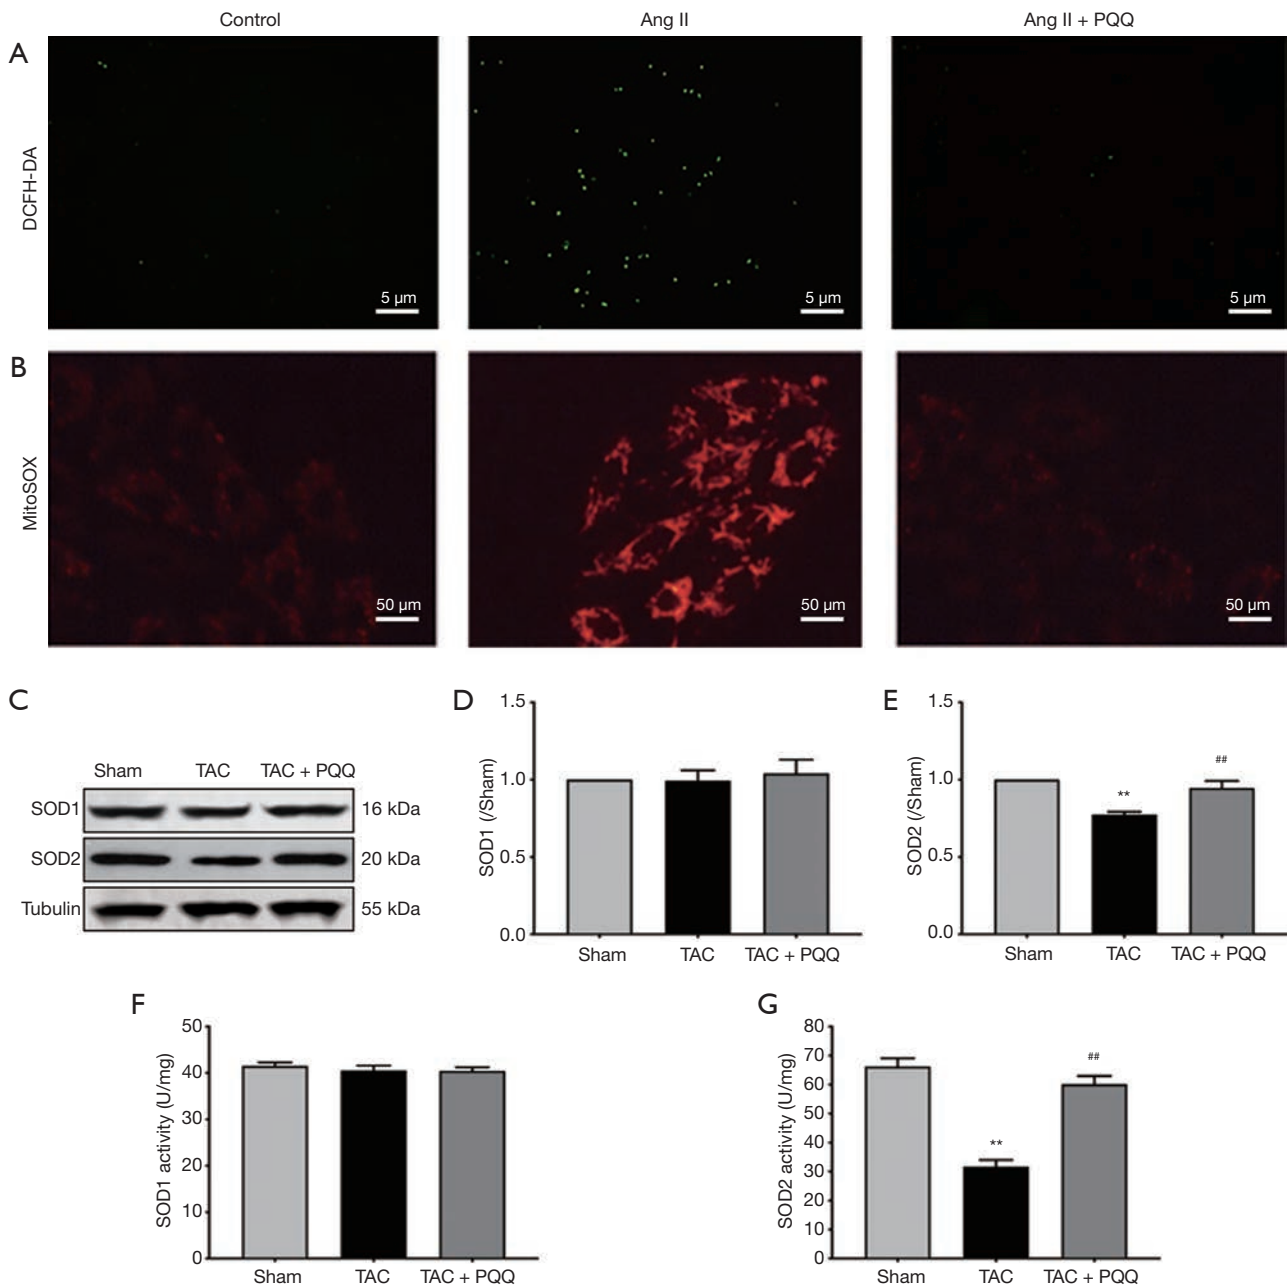 Control Ang II Ang II + PQQ
A
DCFH-DA
5 µm 5 µm 5 µm
B
MitoSOX
50 µm 50 µm 50 µm
C
Sham TAC TAC + PQQ
SOD1 16 kDa
SOD2 20 kDa
Tubulin 55 kDa
D
SOD1 (/Sham)
1.5
1.0
0.5
0.0
Sham TAC TAC + PQQ
E
SOD2 (/Sham)
1.5
1.0
0.5
0.0
**
##
Sham TAC TAC + PQQ
F
SOD1 activity (U/mg)
50
40
30
20
10
0
Sham TAC TAC + PQQ
G
SOD2 activity (U/mg)
80
70
60
50
40
30
20
10
0
**
##
Sham TAC TAC + PQQ